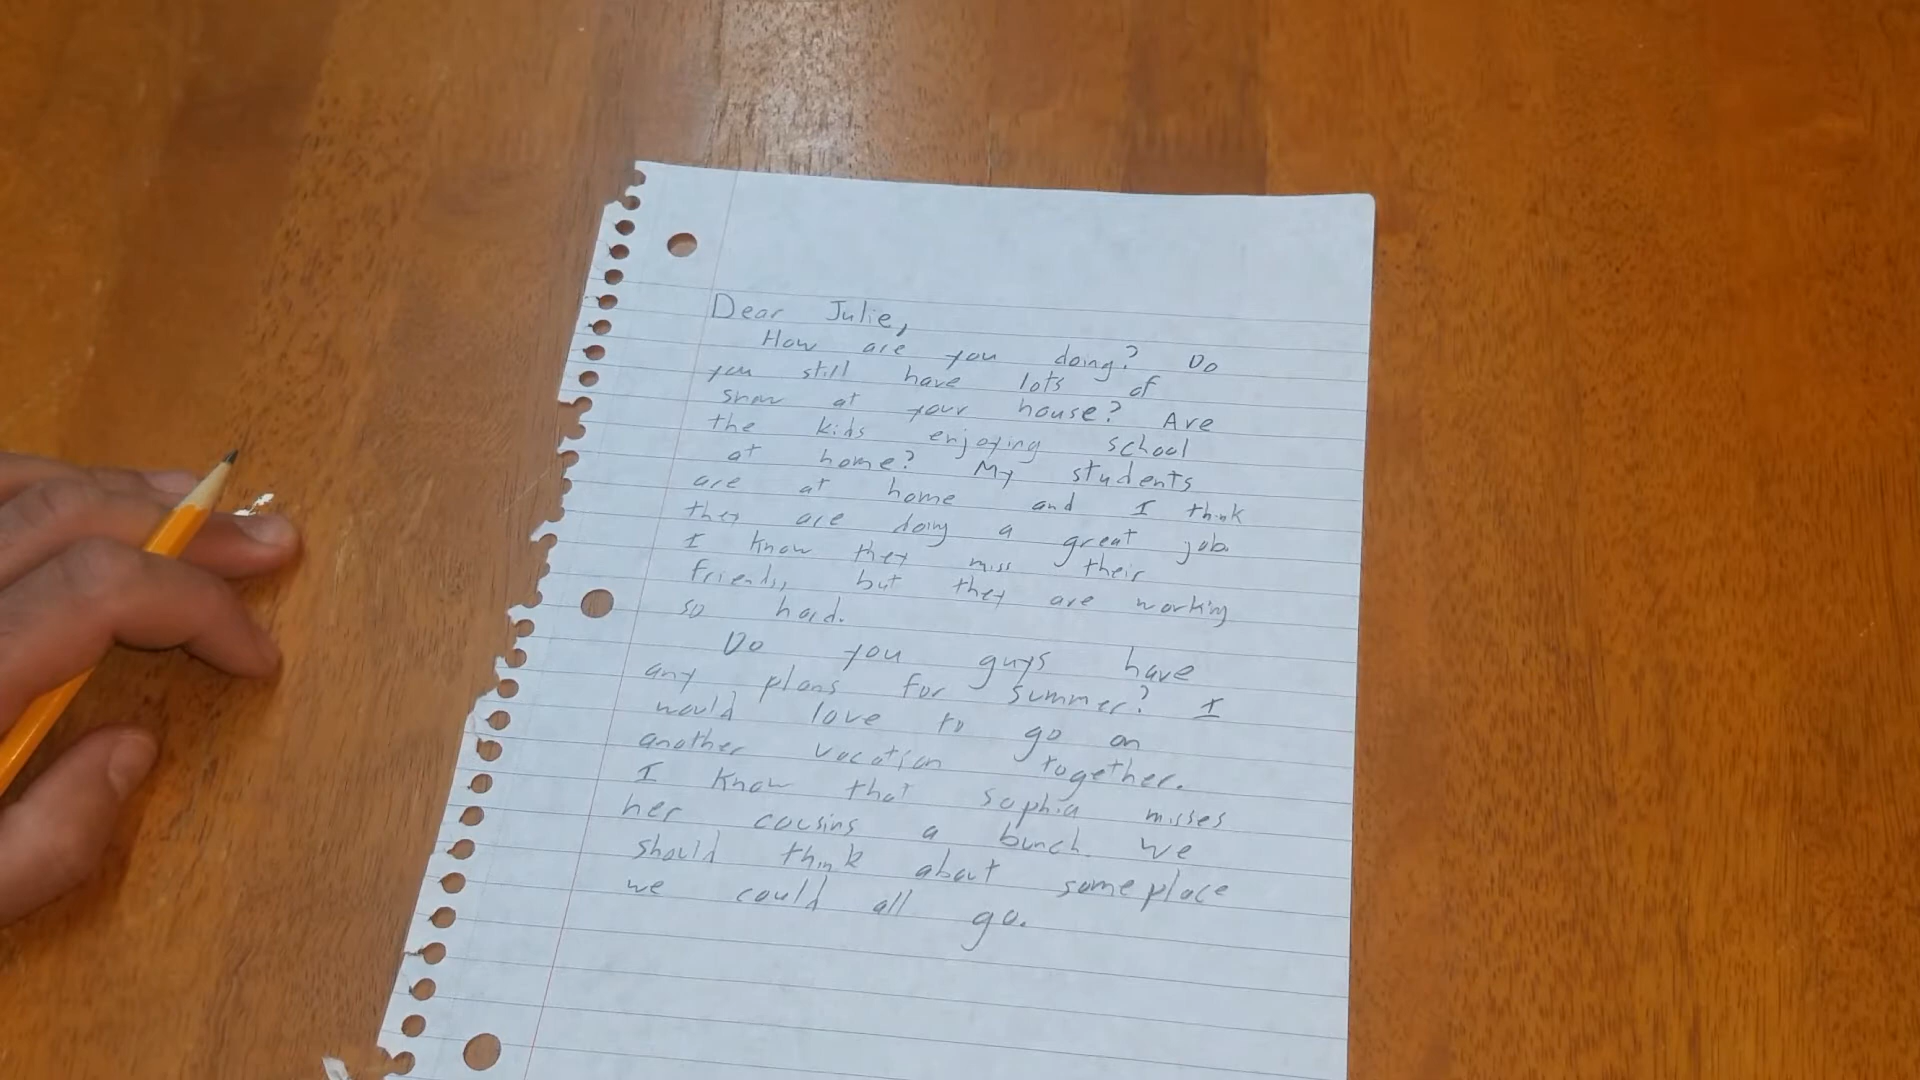 Dear Julie,
How are you doing? Do
you still have lots of
snow at your house? Are
the kids enjoying school
at home? My students
are at home and I think
they are doing a great job.
I know they miss their
friends, but they are working
so hard.
Do you guys have
any plans for summer? I
would love to go on
another vacation together.
I know that Sophia misses
her cousins a bunch. We
should think about someplace
we could all go.